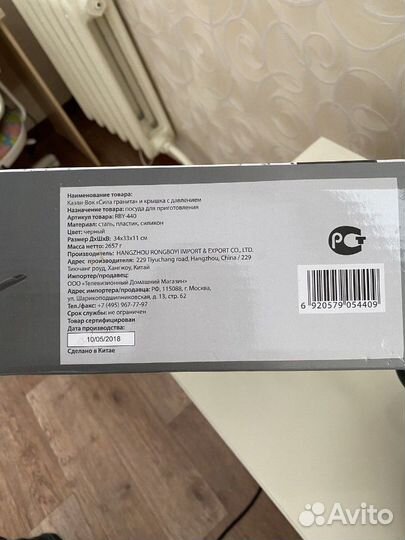 Наименование товара:
Казан-Вок «Сила гранита» и крышка с давлением
Назначение товара: посуда для приготовления
Артикул товара: RBY-440
Материал: сталь, пластик, силикон
Цвет: черный
Размер ДхШхВ: 34х33х11 см
Масса нетто: 2657 г
Производитель: HANGZHOU RONGBOYI IMPORT & EXPORT CO., LTD.
Адрес производителя: 229 Tiyuchang road, Hangzhou, China / 229
Тиючанг роуд, Хангжоу, Китай
Импортер/продавец:
ООО «Телевизионный Домашний Магазин»
Адрес импортера/продавца: РФ, 115088, г. Москва,
ул. Шарикоподшипниковская, д. 13, стр. 62
Телефон/факс: +7 (495) 967-77-97
Срок службы: не ограничен
Товар сертифицирован
Дата производства:
10/05/2018
Сделано в Китае
РСТ
6 920579 054409
Avito